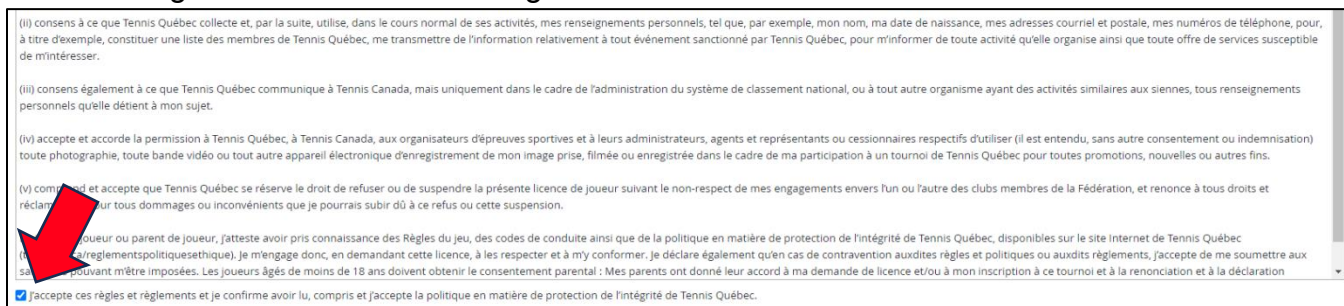 (ii) consens à ce que Tennis Québec collecte et, par la suite, utilise, dans le cours normal de ses activités, mes renseignements personnels, tel que, par exemple, mon nom, ma date de naissance, mes adresses courriel et postale, mes numéros de téléphone, pour,
à titre d'exemple, constituer une liste des membres de Tennis Québec, me transmettre de l'information relativement à tout événement sanctionné par Tennis Québec, pour m'informer de toute activité qu'elle organise ainsi que toute offre de services susceptible
de m'intéresser.
(iii) consens également à ce que Tennis Québec communique à Tennis Canada, mais uniquement dans le cadre de l'administration du système de classement national, ou à tout autre organisme ayant des activités similaires aux siennes, tous renseignements
personnels qu'elle détient à mon sujet.
(iv) accepte et accorde la permission à Tennis Québec, à Tennis Canada, aux organisateurs d'épreuves sportives et à leurs administrateurs, agents et représentants ou cessionnaires respectifs d'utiliser (il est entendu, sans autre consentement ou indemnisation)
toute photographie, toute bande vidéo ou tout autre appareil électronique d'enregistrement de mon image prise, filmée ou enregistrée dans le cadre de ma participation à un tournoi de Tennis Québec pour toutes promotions, nouvelles ou autres fins.
(v) et accepte que Tennis Québec se réserve le droit de refuser ou de suspendre la présente licence de joueur suivant le non-respect de mes engagements envers l'un ou l'autre des clubs membres de la Fédération, et renonce à tous droits et
tous dommages ou inconvénients que je pourrais subir dû à ce refus ou cette suspension.
joueur ou parent de joueur, j'atteste avoir pris connaissance des Règles du jeu, des codes de conduite ainsi que de la politique en matière de protection de l'intégrité de Tennis Québec, disponibles sur le site Internet de Tennis Québec
/reglementspolitiquesethique). Je m'engage donc, en demandant cette licence, à les respecter et à m'y conformer. Je déclare également qu'en cas de contravention auxdites règles et politiques ou auxdits règlements, j'accepte de me soumettre aux
pouvant m'être imposées. Les joueurs âgés de moins de 18 ans doivent obtenir le consentement parental : Mes parents ont donné leur accord à ma demande de licence et/ou à mon inscription à ce tournoi et à la renonciation et à la déclaration
J'accepte ces règles et règlements et je confirme avoir lu, compris et j'accepte la politique en matière de protection de l'intégrité de Tennis Québec.